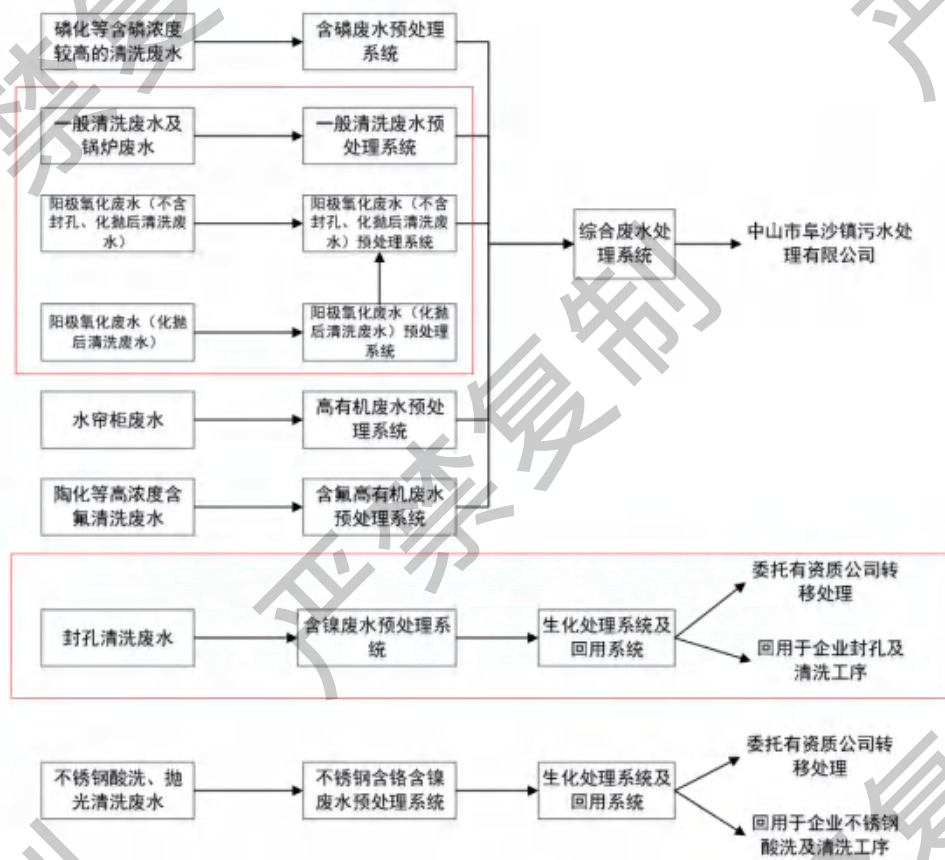 磷化等含磷浓度
较高的清洗废水
含磷废水预处理
系统
一般清洗废水及
锅炉废水
一般清洗废水预
处理系统
阳极氧化废水（不含
封孔、化抛后清洗废
水）
阳极氧化废水（不含
封孔、化抛后清洗废
水）预处理系统
综合废水处
理系统
中山市阜沙镇污水处
理有限公司
阳极氧化废水（化抛
后清洗废水）
阳极氧化废水（化抛
后清洗废水）预处理
系统
水帘柜废水
高有机废水预处
理系统
陶化等高浓度含
氟清洗废水
含氟高有机废水
预处理系统
封孔清洗废水
含镍废水预处理系
统
生化处理系统及
回用系统
委托有资质公司转
移处理
回用于企业封孔及
清洗工序
不锈钢酸洗、抛
光清洗废水
不锈钢含铬含镍
废水预处理系统
生化处理系统及
回用系统
委托有资质公司转
移处理
回用于企业不锈钢
酸洗及清洗工序
严禁复制